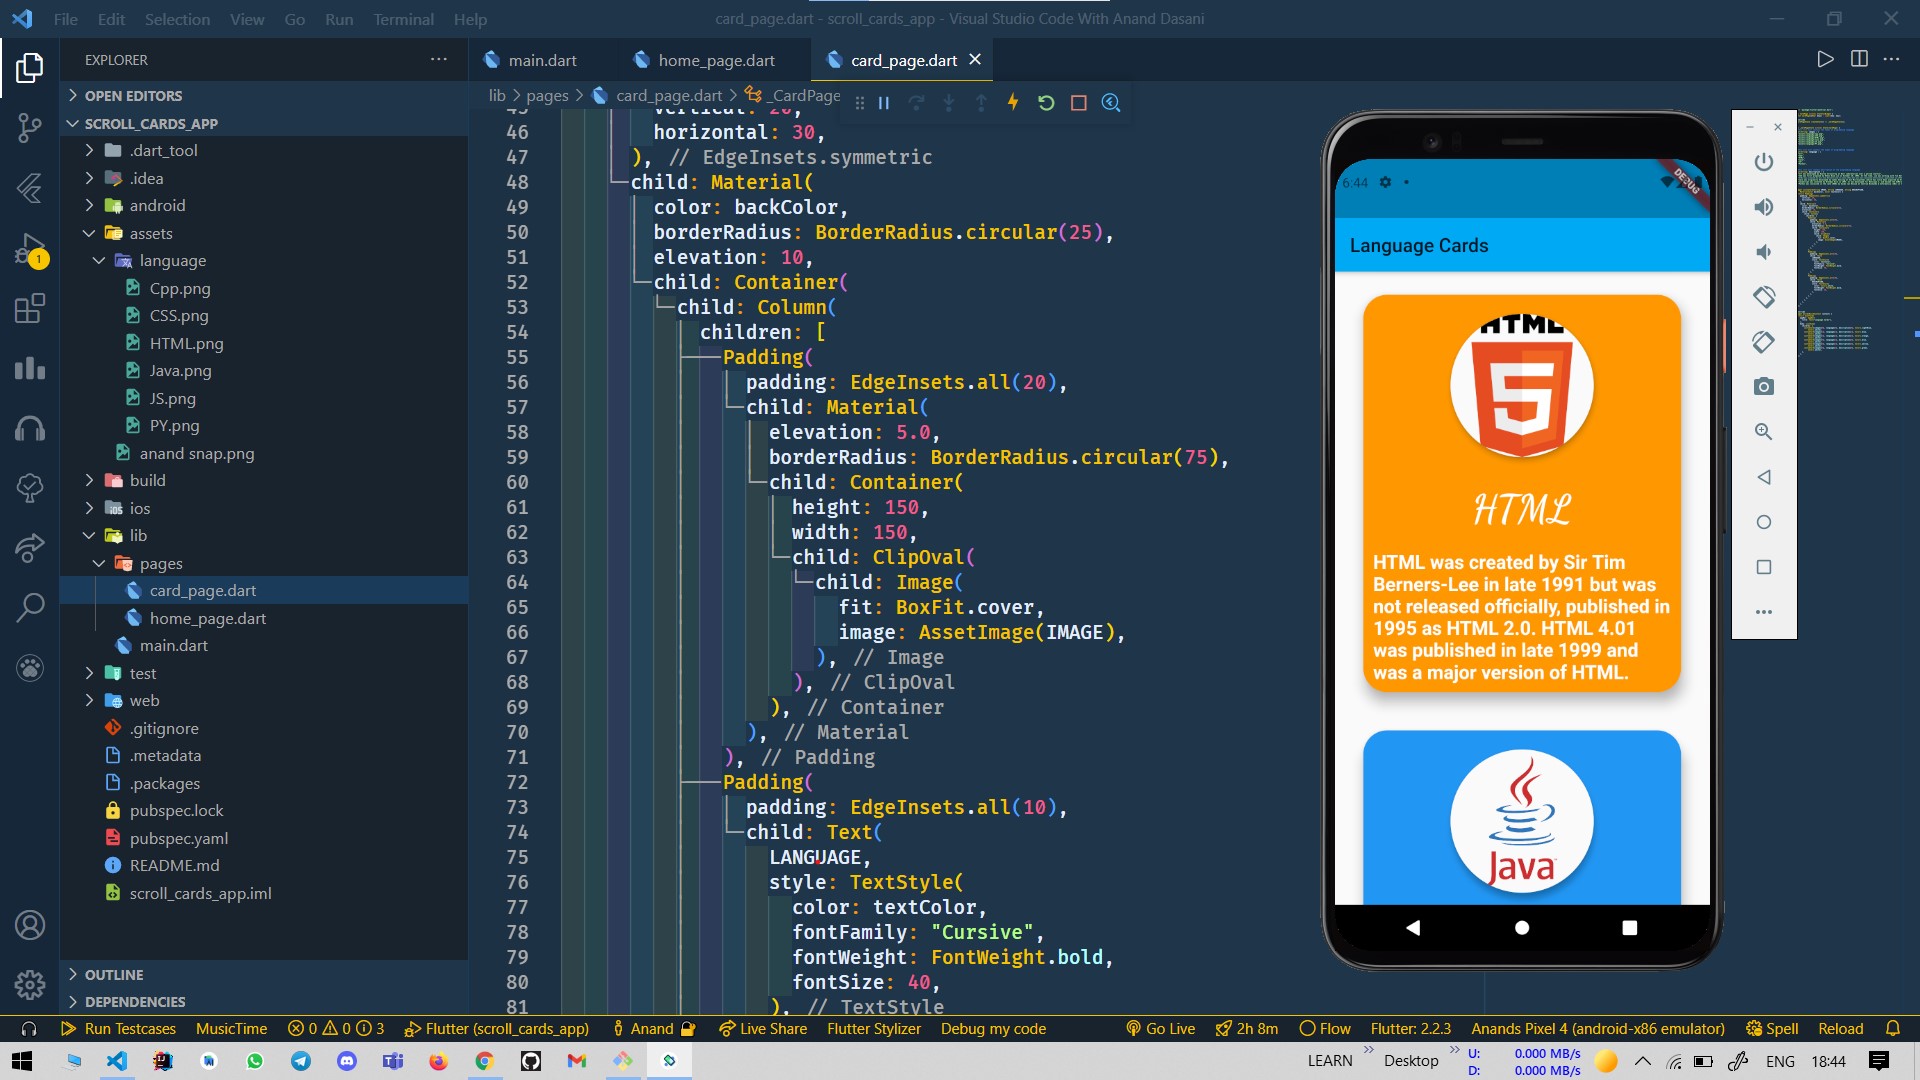 File Edit Selection View Go Run Terminal Help
card_page.dart - scroll_cards_app - Visual Studio Code With Anand Dasani
EXPLORER
OPEN EDITORS
SCROLL_CARDS_APP
.dart_tool
.idea
android
assets
language
Cpp.png
CSS.png
HTML.png
Java.png
JS.png
PY.png
anand snap.png
build
ios
lib
pages
card_page.dart
home_page.dart
main.dart
test
web
.gitignore
.metadata
.packages
pubspec.lock
pubspec.yaml
README.md
scroll_cards_app.iml
OUTLINE
DEPENDENCIES
1
main.dart home_page.dart card_page.dart
lib > pages > card_page.dart > _CardPage
45 vertical: 20,
46 horizontal: 30,
47 ), // EdgeInsets.symmetric
48 child: Material(
49 color: backColor,
50 borderRadius: BorderRadius.circular(25),
51 elevation: 10,
52 child: Container(
53 child: Column(
54 children: [
55 Padding(
56 padding: EdgeInsets.all(20),
57 child: Material(
58 elevation: 5.0,
59 borderRadius: BorderRadius.circular(75),
60 child: Container(
61 height: 150,
62 width: 150,
63 child: ClipOval(
64 child: Image(
65 fit: BoxFit.cover,
66 image: AssetImage(IMAGE),
67 ), // Image
68 ), // ClipOval
69 ), // Container
70 ), // Material
71 ), // Padding
72 Padding(
73 padding: EdgeInsets.all(10),
74 child: Text(
75 LANGUAGE,
76 style: TextStyle(
77 color: textColor,
78 fontFamily: "Cursive",
79 fontWeight: FontWeight.bold,
80 fontSize: 40,
81 ), // TextStyle
6:44
DEBUG
Language Cards
HTML
5
HTML
HTML was created by Sir Tim
Berners-Lee in late 1991 but was
not released officially, published in
1995 as HTML 2.0. HTML 4.01
was published in late 1999 and
was a major version of HTML.
Java
Run Testcases MusicTime 0 0 3 Flutter (scroll_cards_app) Anand Live Share Flutter Stylizer Debug my code Go Live 2h 8m Flow Flutter: 2.2.3 Anands Pixel 4 (android-x86 emulator) Spell Reload
LEARN Desktop U: 0.000 MB/s
D: 0.000 MB/s
ENG 18:44